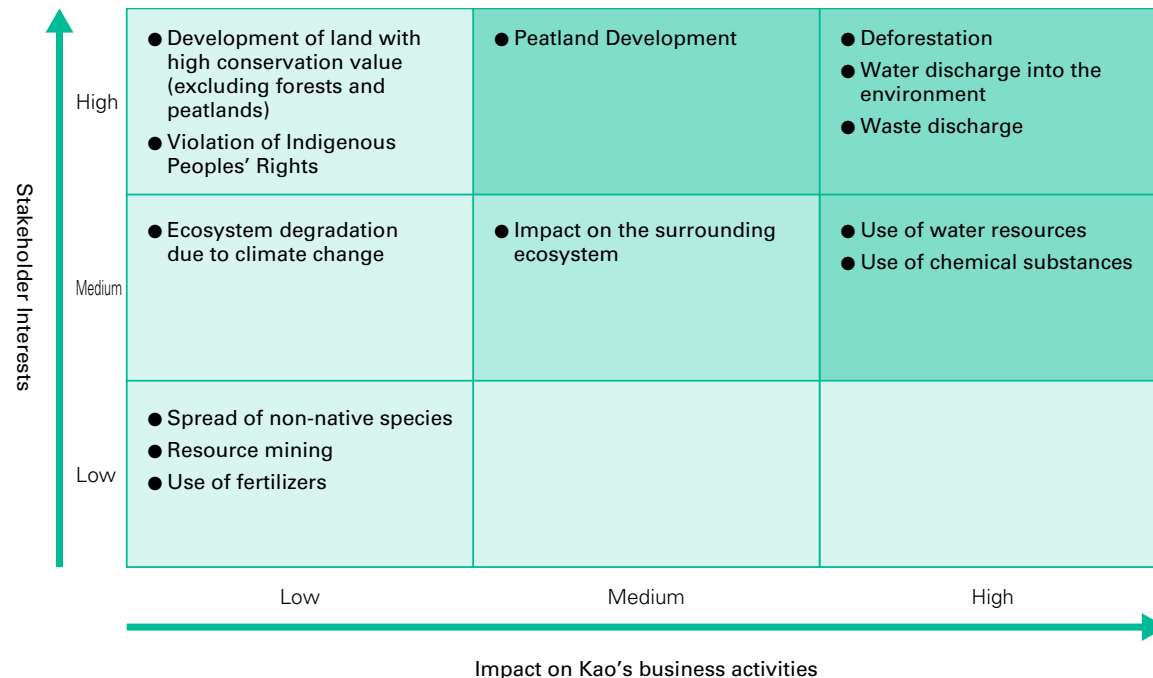 Stakeholder Interests
High
● Development of land with
high conservation value
(excluding forests and
peatlands)
● Violation of Indigenous
Peoples’ Rights
● Peatland Development
● Deforestation
● Water discharge into the
environment
● Waste discharge
Medium
● Ecosystem degradation
due to climate change
● Impact on the surrounding
ecosystem
● Use of water resources
● Use of chemical substances
Low
● Spread of non-native species
● Resource mining
● Use of fertilizers
Low
Medium
High
Impact on Kao’s business activities